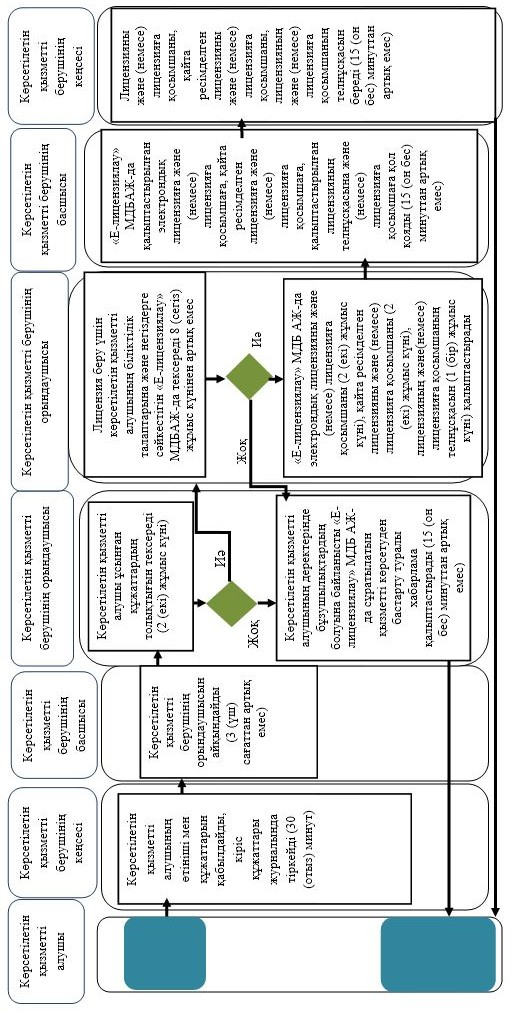 Көрсетілетін
қызметті
алушы
Көрсетілетін
қызметті
берушінің
кеңсесі
Көрсетілетін
қызметті
берушінің
басшысы
Көрсетілетін қызметті
берушінің орындаушысы
Көрсетілетін қызметті берушінің
орындаушысы
Көрсетілетін
қызметті берушінің
басшысы
Көрсетілетін
қызметті
берушінің
кеңсесі
Көрсетілетін
қызметті
алушының
өтініші мен
құжаттарын
қабылдайды,
кіріс
құжаттары
журналында
тіркейді (30
(отыз) минут)
Көрсетілетін
қызметті
берушінің
орындаушысын
айқындайды
(3 (үш)
сағаттан артық
емес)
Көрсетілетін қызметті
алушы ұсынған
құжаттардың
толықтығын тексереді
(2 (екі) жұмыс күні)
Иә
Жоқ
Көрсетілетін қызметті
алушының деректерінде
бұзушылықтардың
болуына байланысты «Е-
лицензиялау» МДБ АЖ-
да сұратылатын
қызметті көрсетуден
бастарту туралы
хабарлама
қалыптастырады (15 (он
бес) минуттан артық
емес)
Лицензия беру үшін
көрсетілетін қызметті
алушының біліктілік
талаптарына және негіздерге
сәйкестігін «Е-лицензиялау»
МДБАЖ-да тексереді 8 (сегіз)
жұмыс күнінен артық емес
Иә
Жоқ
«Е-лицензиялау» МДБ АЖ-да
электрондық лицензияны және
(немесе) лицензияға
қосымшаны (2 (екі) жұмыс
күні), қайта ресімделген
лицензияны және (немесе)
лицензияға қосымшаны (2
(екі) жұмыс күні),
лицензияның және(немесе)
лицензияға қосымшаның
телнұсқасын (1 (бір) жұмыс
күні) қалыптастырады
«Е-лицензиялау»
МДБАЖ-да
қалыптастырылған
электрондық
лицензияға және
(немесе)
лицензияға
қосымшаға, қайта
ресімделген
лицензияға және
(немесе)
лицензияға
қосымшаға,
қалыптастырылған
лицензияның
телнұсқасына және
(немесе)
лицензияға
қосымшаға қол
қояды (15 (он бес)
минуттан артық
емес)
Лицензияны
және (немесе)
лицензияға
қосымшаны,
қайта
ресімделген
лицензияны
және (немесе)
лицензияға
қосымшаны,
лицензияның
және (немесе)
лицензияға
қосымшаның
телнұсқасын
береді (15 (он
бес) минуттан
артық емес)